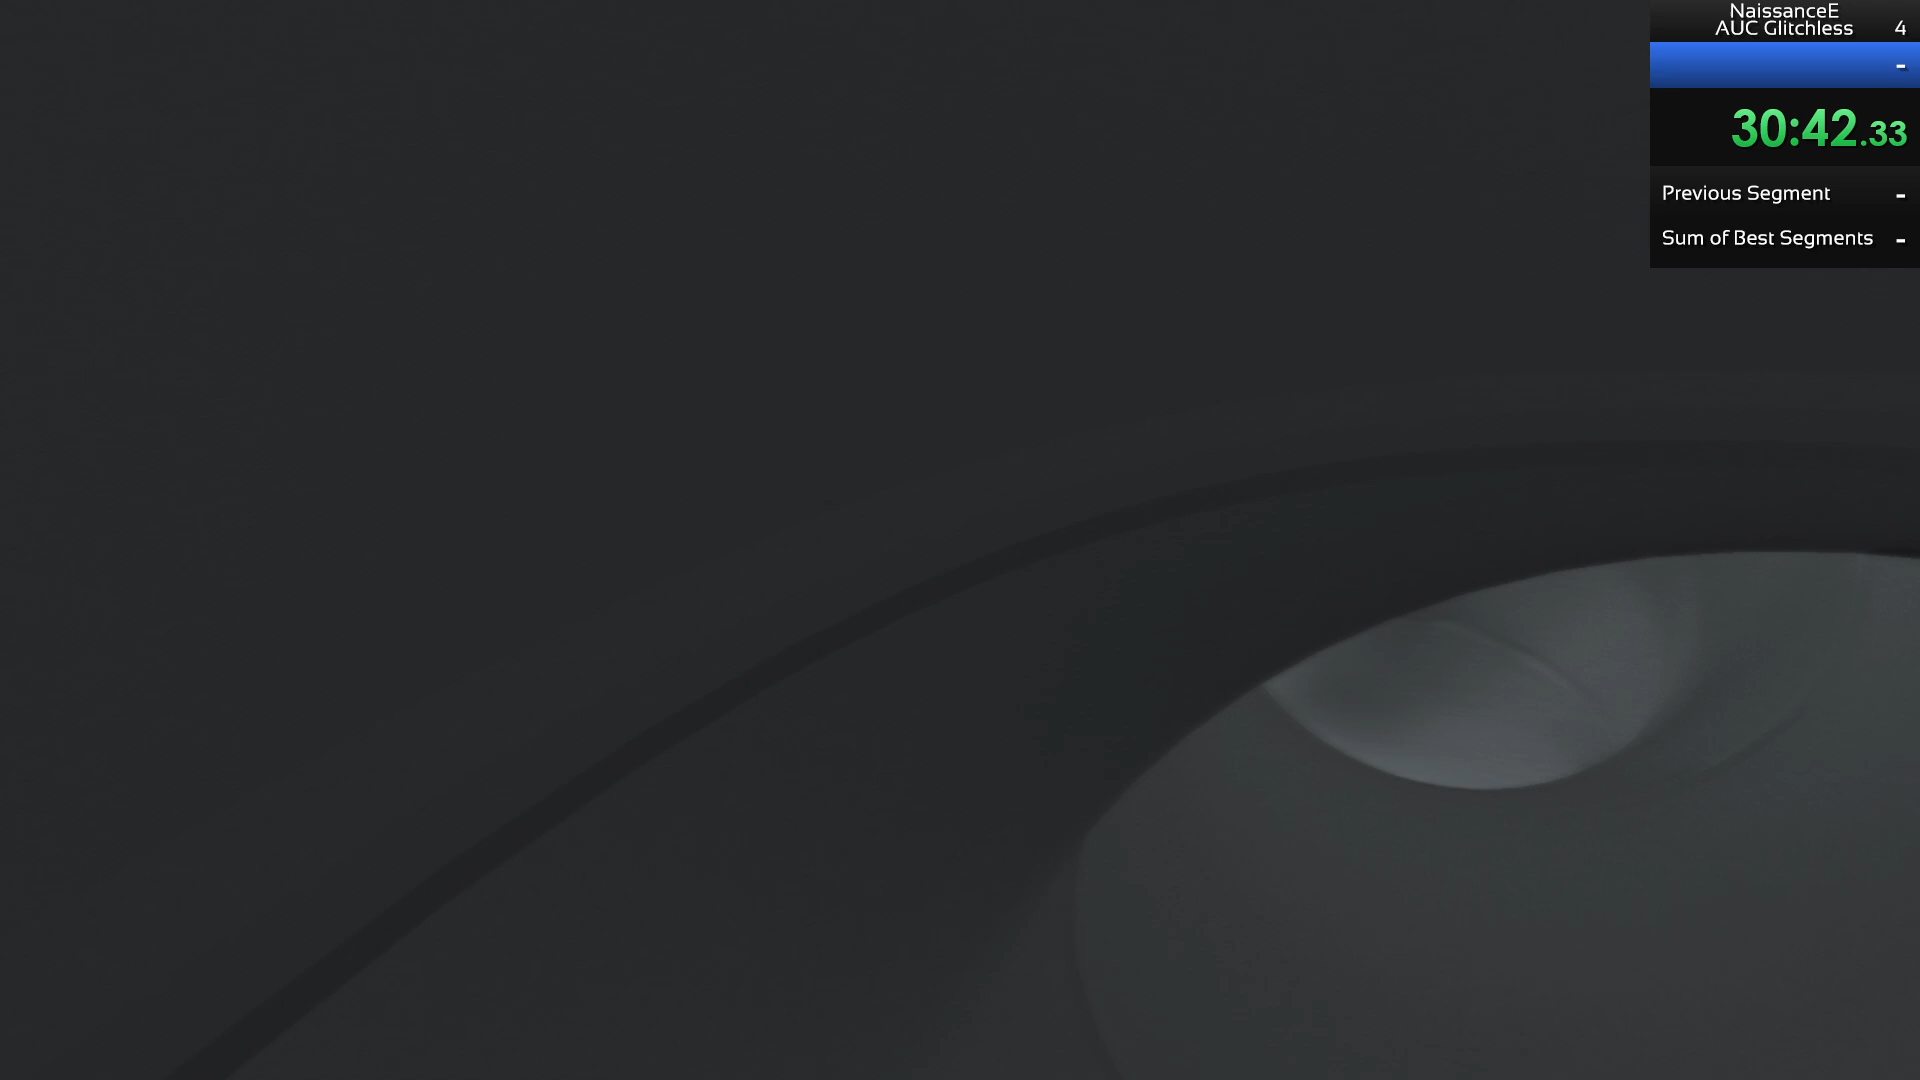 NaissanceE
AUC Glitchless 4
-
30:42.33
Previous Segment -
Sum of Best Segments -